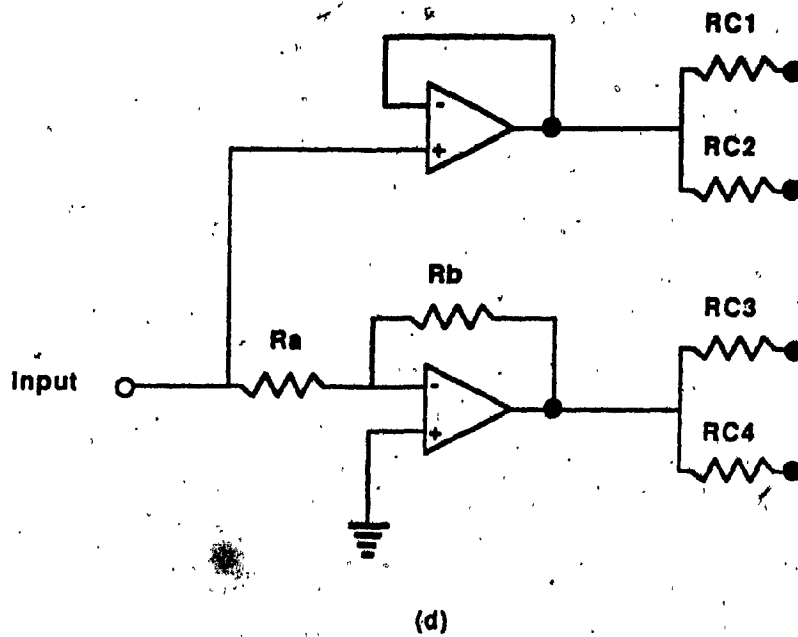 RC1
-
+
RC2
Rb
Ra
RC3
Input
-
+
RC4
(d)